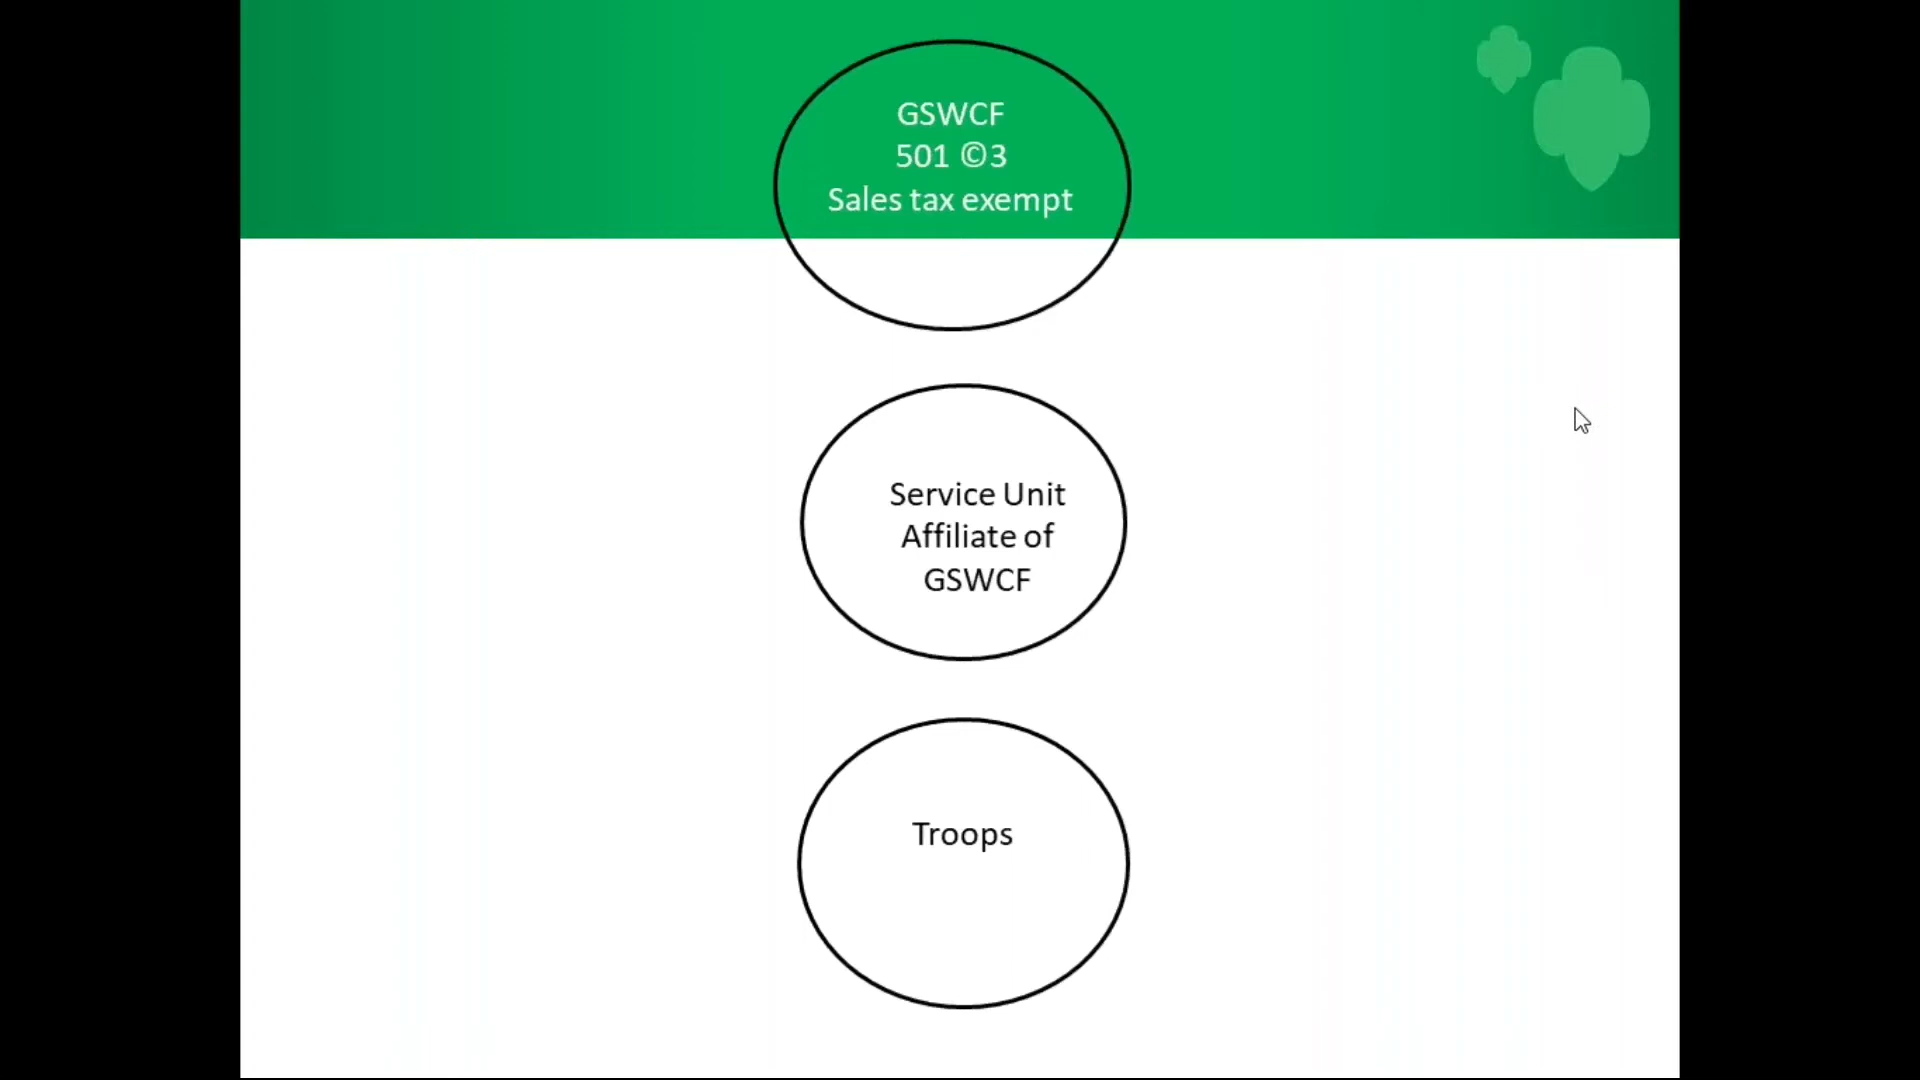 GSWCF
501 ©3
Sales tax exempt
Service Unit
Affiliate of
GSWCF
Troops